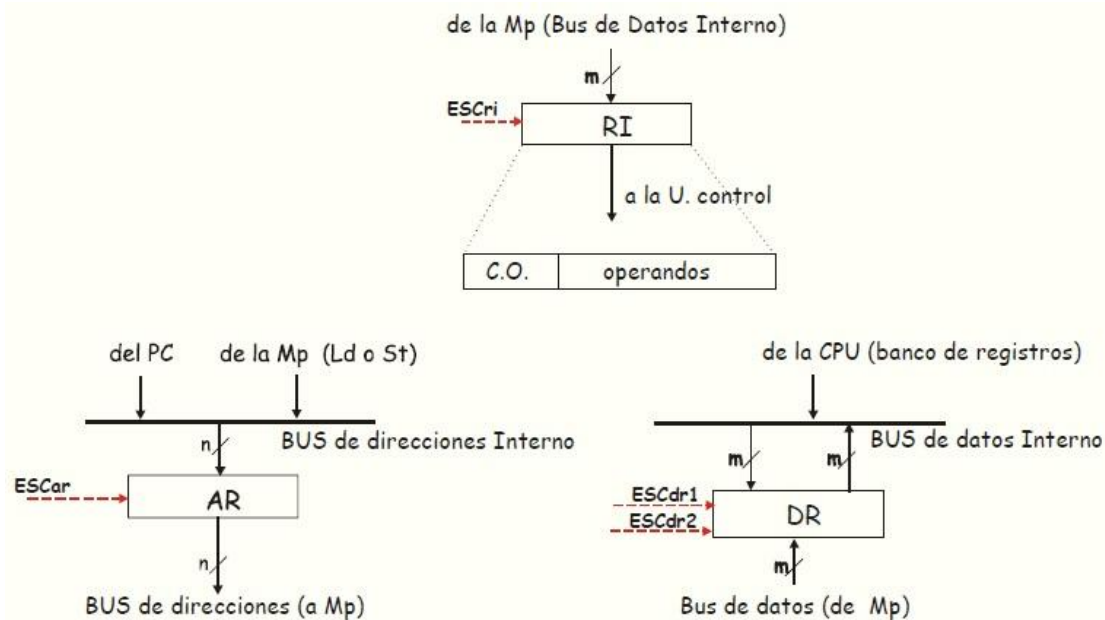 de la Mp (Bus de Datos Interno)
m
ESCri
RI
a la U. control
C.O.
operandos
del PC
de la Mp (Ld o St)
BUS de direcciones Interno
n
ESCar
AR
n
BUS de direcciones (a Mp)
de la CPU (banco de registros)
BUS de datos Interno
m
m
ESCdr1
ESCdr2
DR
m
Bus de datos (de Mp)